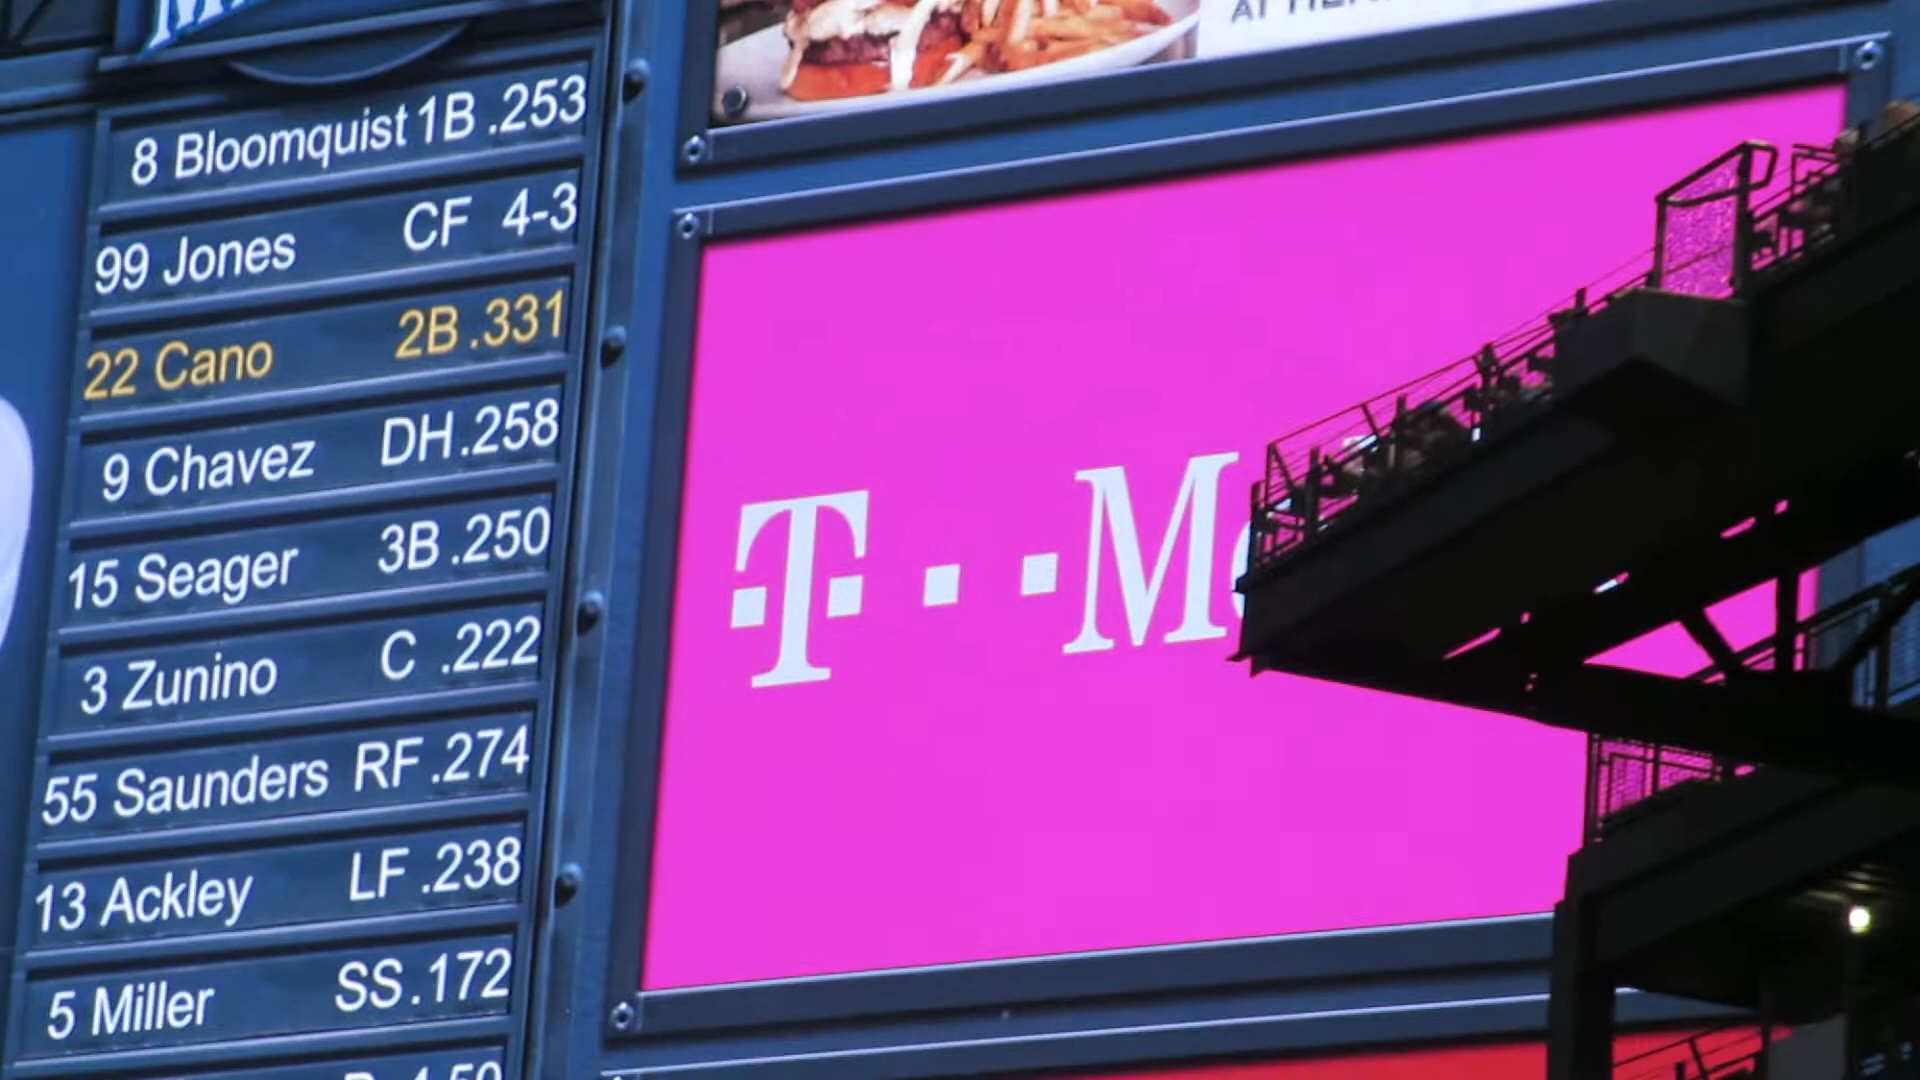 8 Bloomquist 1B .253
99 Jones CF 4-3
22 Cano 2B .331
9 Chavez DH .258
15 Seager 3B .250
3 Zunino C .222
55 Saunders RF .274
13 Ackley LF .238
5 Miller SS .172
AT
T
M